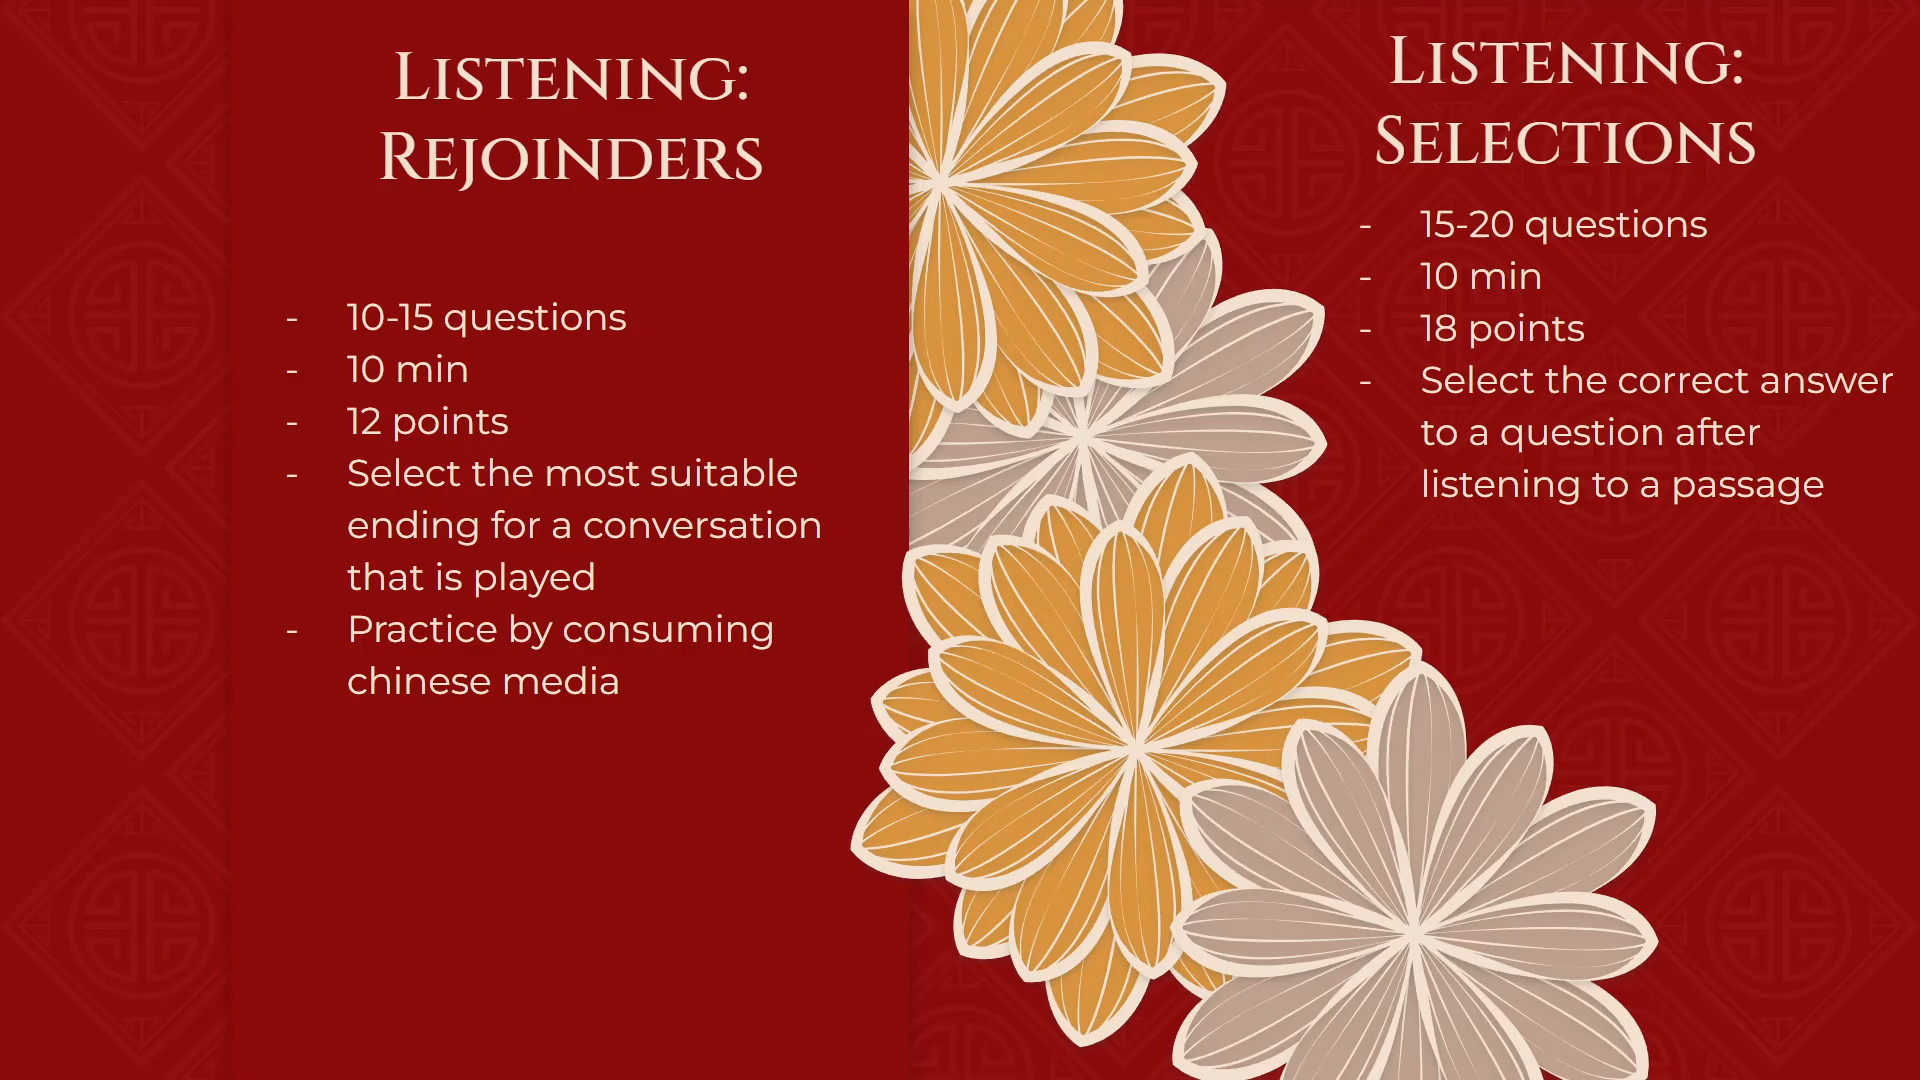 Listening:
Rejoinders
- 10-15 questions
- 10 min
- 12 points
- Select the most suitable
ending for a conversation
that is played
- Practice by consuming
chinese media
Listening:
Selections
- 15-20 questions
- 10 min
- 18 points
- Select the correct answer
to a question after
listening to a passage